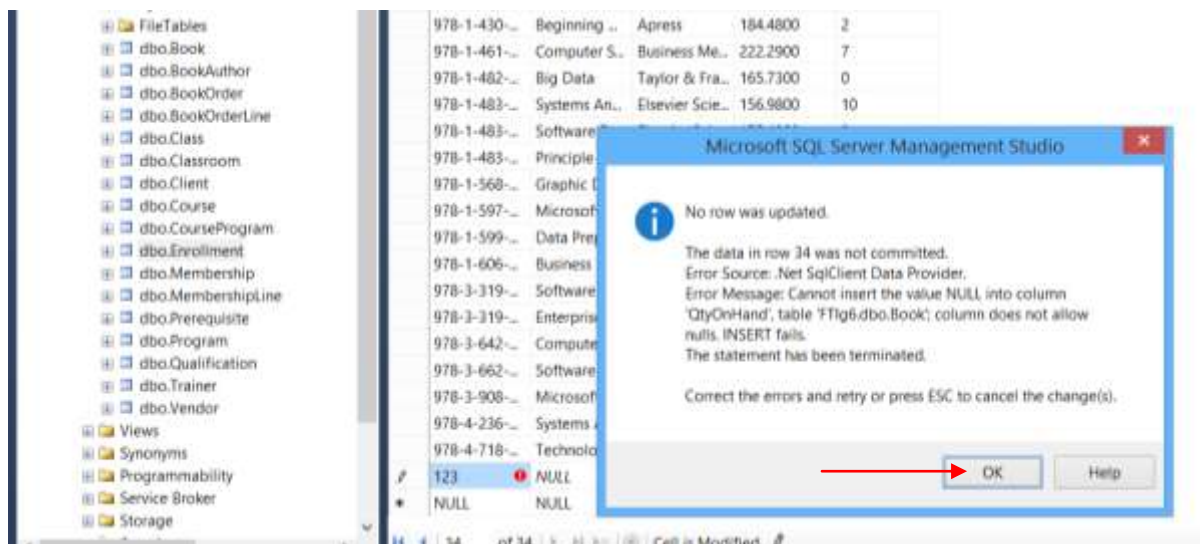 FileTables
dbo.Book
dbo.BookAuthor
dbo.BookOrder
dbo.BookOrderLine
dbo.Class
dbo.Classroom
dbo.Client
dbo.Course
dbo.CourseProgram
dbo.Enrollment
dbo.Membership
dbo.MembershipLine
dbo.Prerequisite
dbo.Program
dbo.Qualification
dbo.Trainer
dbo.Vendor
Views
Synonyms
Programmability
Service Broker
Storage
978-1-430-... Beginning ... Apress 184.4800 2
978-1-461-... Computer S... Business Me... 222.2900 7
978-1-482-... Big Data Taylor & Fra... 165.7300 0
978-1-483-... Systems An... Elsevier Scie... 156.9800 10
978-1-483-... Software
978-1-483-... Principle
978-1-568-... Graphic
978-1-597-... Microsof
978-1-599-... Data Pre
978-1-606-... Business
978-3-319-... Software
978-3-319-... Enterpris
978-3-642-... Compute
978-3-662-... Software
978-3-908-... Microsof
978-4-236-... Systems
978-4-718-... Technolo
123 NULL
NULL NULL
34 of 34 Cell is Modified.
Microsoft SQL Server Management Studio
No row was updated.
The data in row 34 was not committed.
Error Source: .Net SqlClient Data Provider.
Error Message: Cannot insert the value NULL into column
'QtyOnHand', table 'FTIg6.dbo.Book'; column does not allow
nulls. INSERT fails.
The statement has been terminated.
Correct the errors and retry or press ESC to cancel the change(s).
OK Help